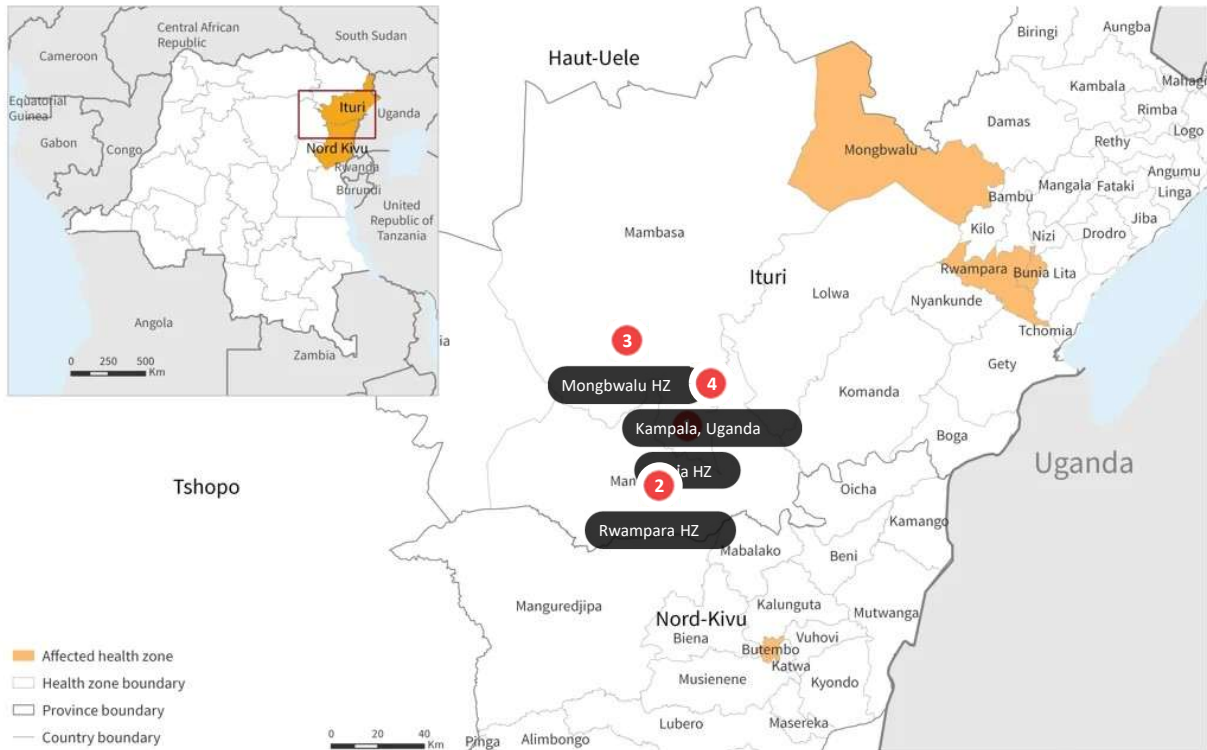 Central African
Republic
South Sudan
Cameroon
Equatorial
Guinea
Gabon
Congo
Ituri
Uganda
Nord Kivu
Rwanda
Burundi
United
Republic of
Tanzania
Angola
Zambia
0 250 500
Km
ia
Haut-Uele
Biringi
Aungba
Kambala
Mahagi
Rimba
Damas
Logo
Rethy
Mongbwalu
Angumu
Mangala
Fataki
Linga
Bambu
Jiba
Kilo
Nizi
Drodro
Mambasa
Rwampara
Bunia
Lita
Ituri
Lolwa
Nyankunde
Tchomia
Gety
3
Mongbwalu HZ
4
Komanda
Kampala, Uganda
Boga
Uganda
ia HZ
Man
2
Tshopo
Oicha
Kamango
Rwampara HZ
Mabalako
Beni
Manguredjipa
Kalunguta
Mutwanga
Nord-Kivu
Biena
Vuhovi
Butembo
Katwa
Musienene
Kyondo
Lubero
Masereka
Pinga
Alimbongo
Affected health zone
Health zone boundary
Province boundary
Country boundary
0 20 40
Km